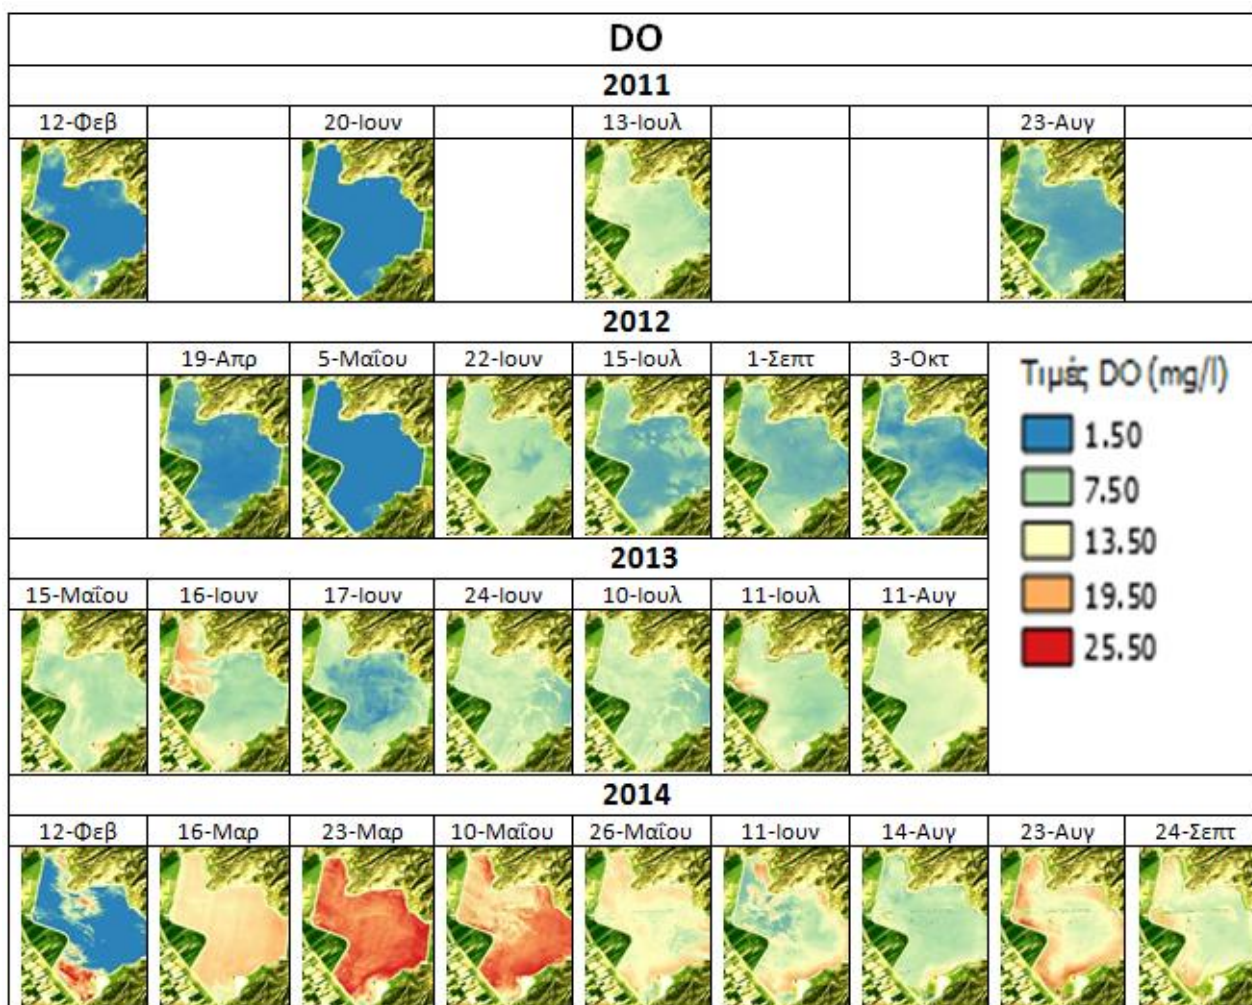 DO
2011
12-Φεβ 20-Ιουν 13-Ιουλ 23-Αυγ
2012
19-Απρ 5-Μαΐου 22-Ιουν 15-Ιουλ 1-Σεπτ 3-Οκτ
Τιμές DO (mg/l)
1.50
7.50
13.50
19.50
25.50
2013
15-Μαΐου 16-Ιουν 17-Ιουν 24-Ιουν 10-Ιουλ 11-Ιουλ 11-Αυγ
2014
12-Φεβ 16-Μαρ 23-Μαρ 10-Μαΐου 26-Μαΐου 11-Ιουν 14-Αυγ 23-Αυγ 24-Σεπτ